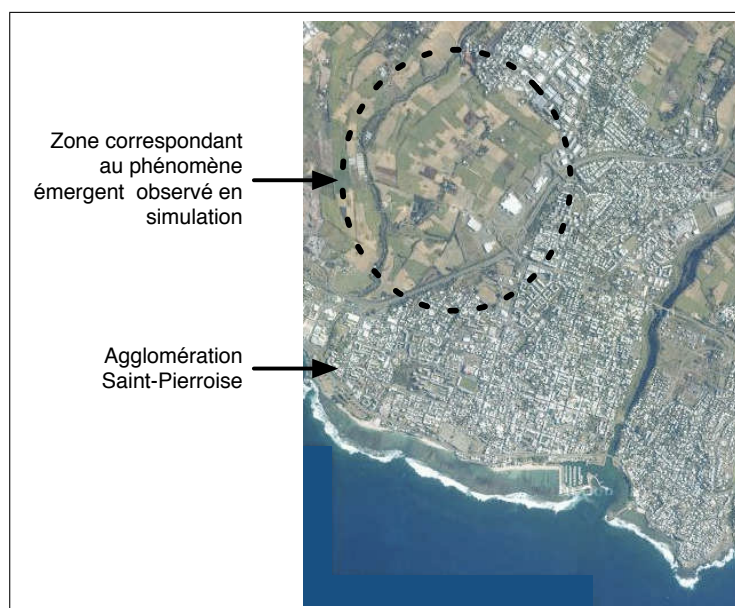 Zone correspondant
au phénomène
émergent observé en
simulation
Agglomération
Saint-Pierroise